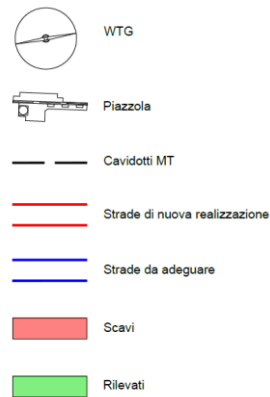 WTG
Piazzola
Cavidotti MT
Strade di nuova realizzazione
Strade da adeguare
Scavi
Rilevati